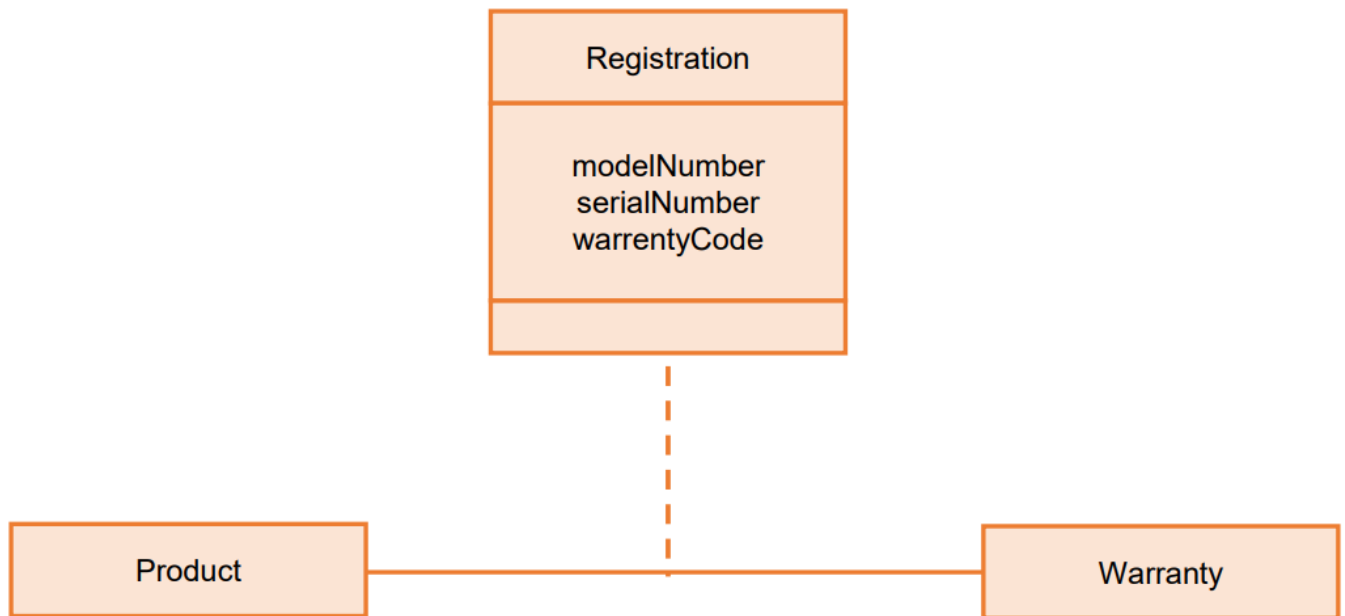 Registration
modelNumber
serialNumber
warrentyCode
Product
Warranty